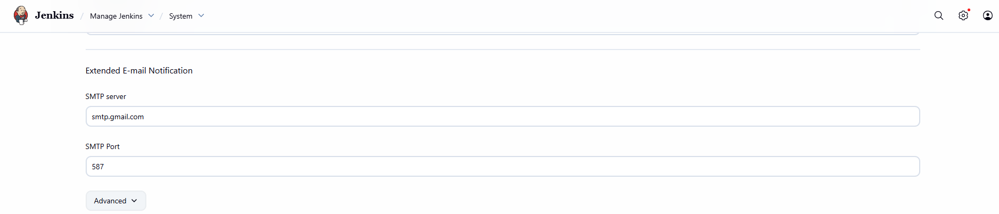 Jenkins / Manage Jenkins / System
Extended E-mail Notification
SMTP server
smtp.gmail.com
SMTP Port
587
Advanced